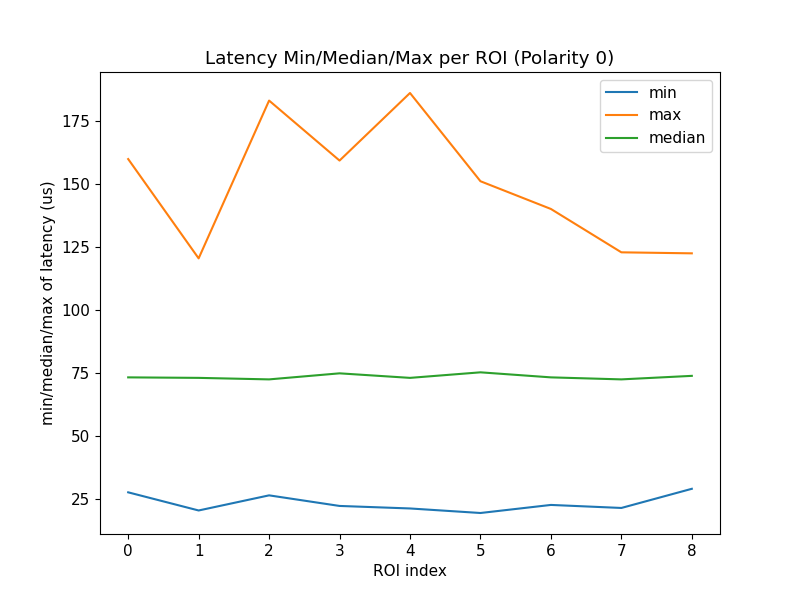 Latency Min/Median/Max per ROI (Polarity 0)
min
max
median
175
150
125
100
75
50
25
min/median/max of latency (us)
0 1 2 3 4 5 6 7 8
ROI index